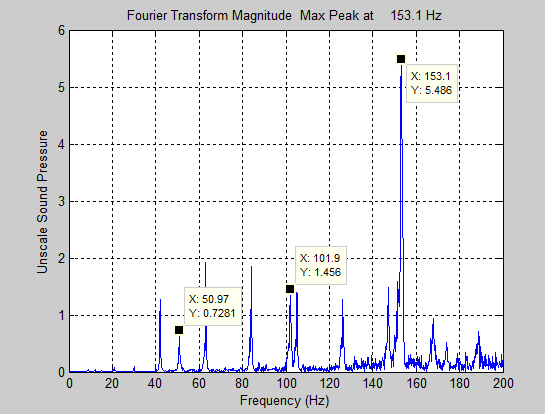 Fourier Transform Magnitude  Max Peak at    153.1 Hz
6
5
4
3
2
1
0
Unscale Sound Pressure
X: 153.1
Y: 5.486
X: 101.9
Y: 1.456
X: 50.97
Y: 0.7281
0 20 40 60 80 100 120 140 160 180 200
Frequency (Hz)